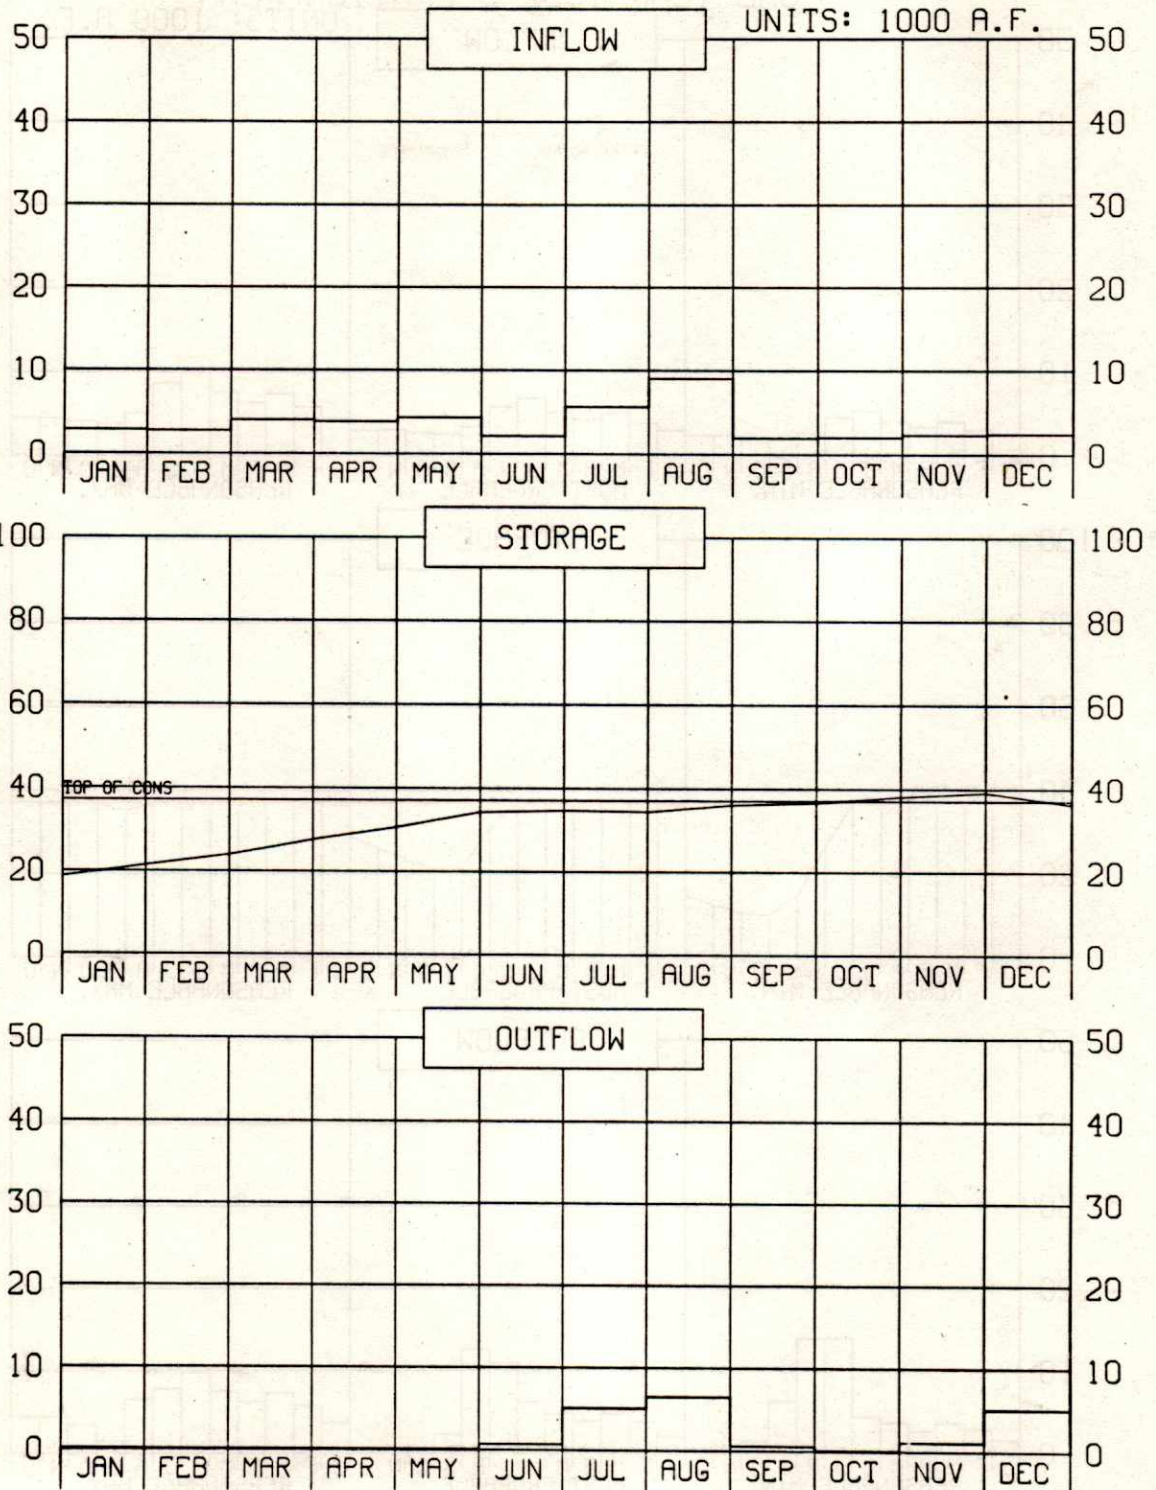 UNITS: 1000 A.F.
INFLOW
50 50
40 40
30 30
20 20
10 10
0 0
JAN FEB MAR APR MAY JUN JUL AUG SEP OCT NOV DEC
STORAGE
100 100
80 80
60 60
40 TOP OF CONS 40
20 20
0 0
JAN FEB MAR APR MAY JUN JUL AUG SEP OCT NOV DEC
OUTFLOW
50 50
40 40
30 30
20 20
10 10
0 0
JAN FEB MAR APR MAY JUN JUL AUG SEP OCT NOV DEC